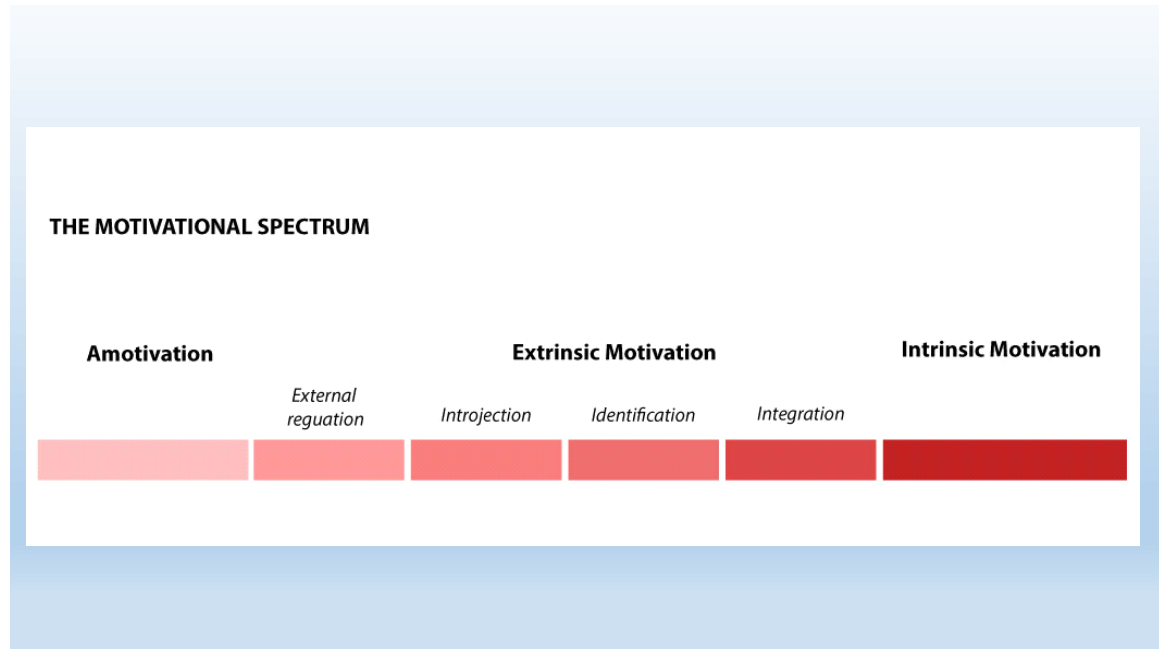 THE MOTIVATIONAL SPECTRUM
Amotivation
Extrinsic Motivation
Intrinsic Motivation
External
reguation
Introjection
Identification
Integration